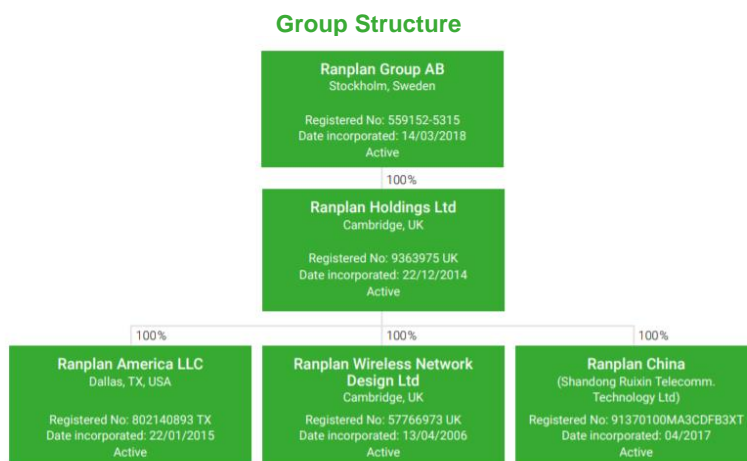 Group Structure
Ranplan Group AB
Stockholm, Sweden
Registered No: 559152-5315
Date incorporated: 14/03/2018
Active
100%
Ranplan Holdings Ltd
Cambridge, UK
Registered No: 9363975 UK
Date incorporated: 22/12/2014
Active
100%
100%
100%
Ranplan America LLC
Dallas, TX, USA
Registered No: 802140893 TX
Date incorporated: 22/01/2015
Active
Ranplan Wireless Network
Design Ltd
Cambridge, UK
Registered No: 57766973 UK
Date incorporated: 13/04/2006
Active
Ranplan China
(Shandong Ruixin Telecomm.
Technology Ltd)
Registered No: 91370100MA3CDFB3XT
Date incorporated: 04/2017
Active